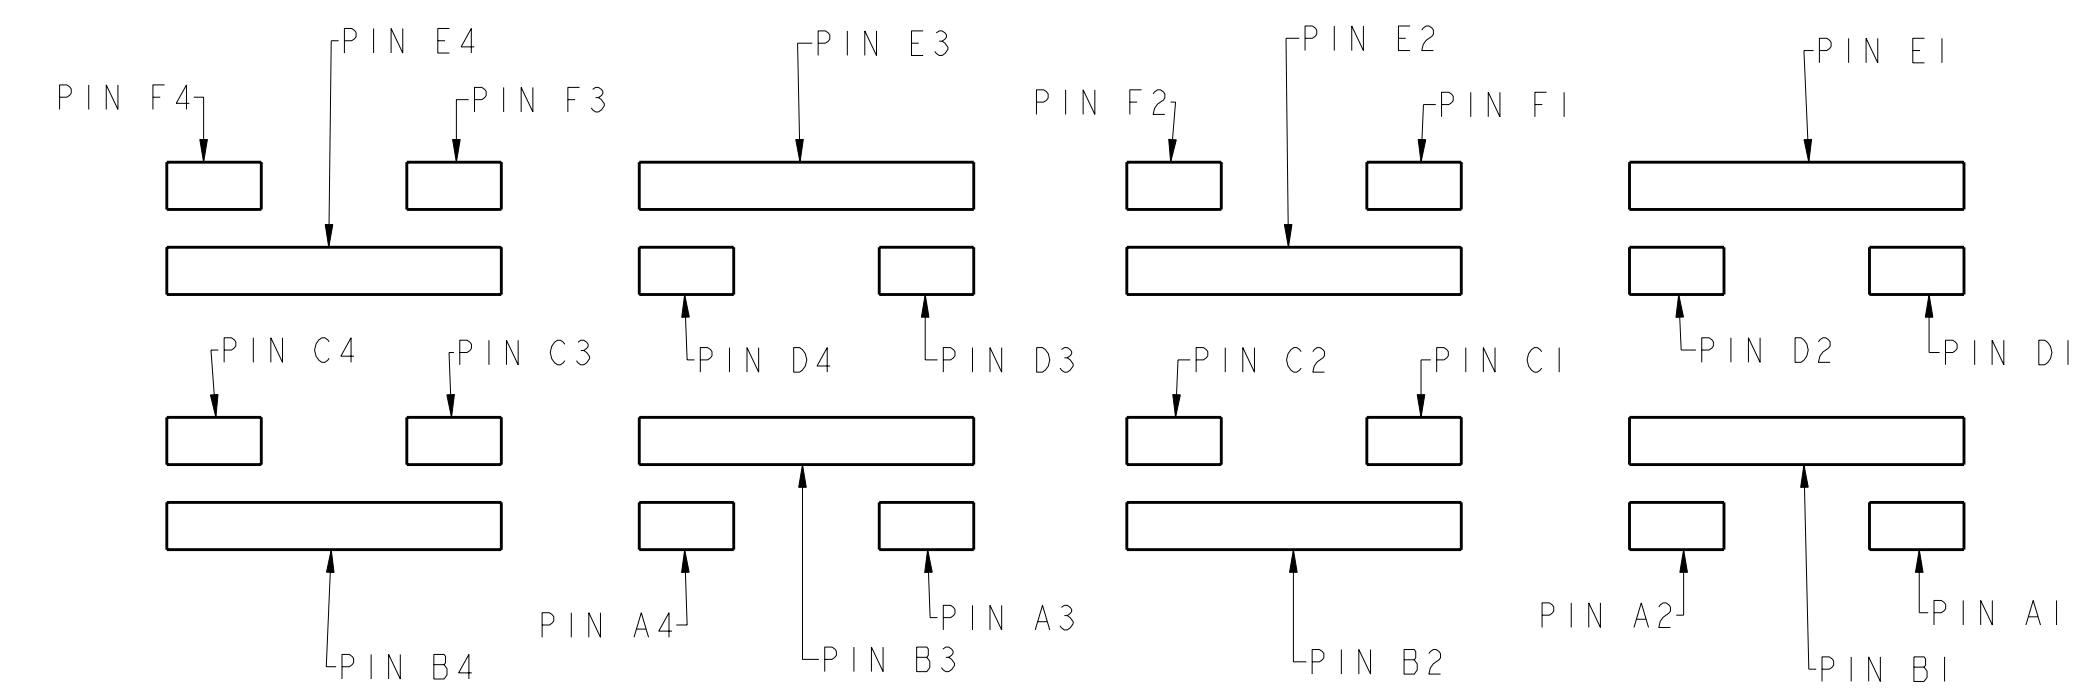 PIN E4
PIN E3
PIN E2
PIN E1
PIN F4
PIN F3
PIN F2
PIN F1
PIN C4
PIN C3
PIN D4
PIN D3
PIN C2
PIN C1
PIN D2
PIN D1
PIN A4
PIN A3
PIN A2
PIN A1
PIN B4
PIN B3
PIN B2
PIN B1